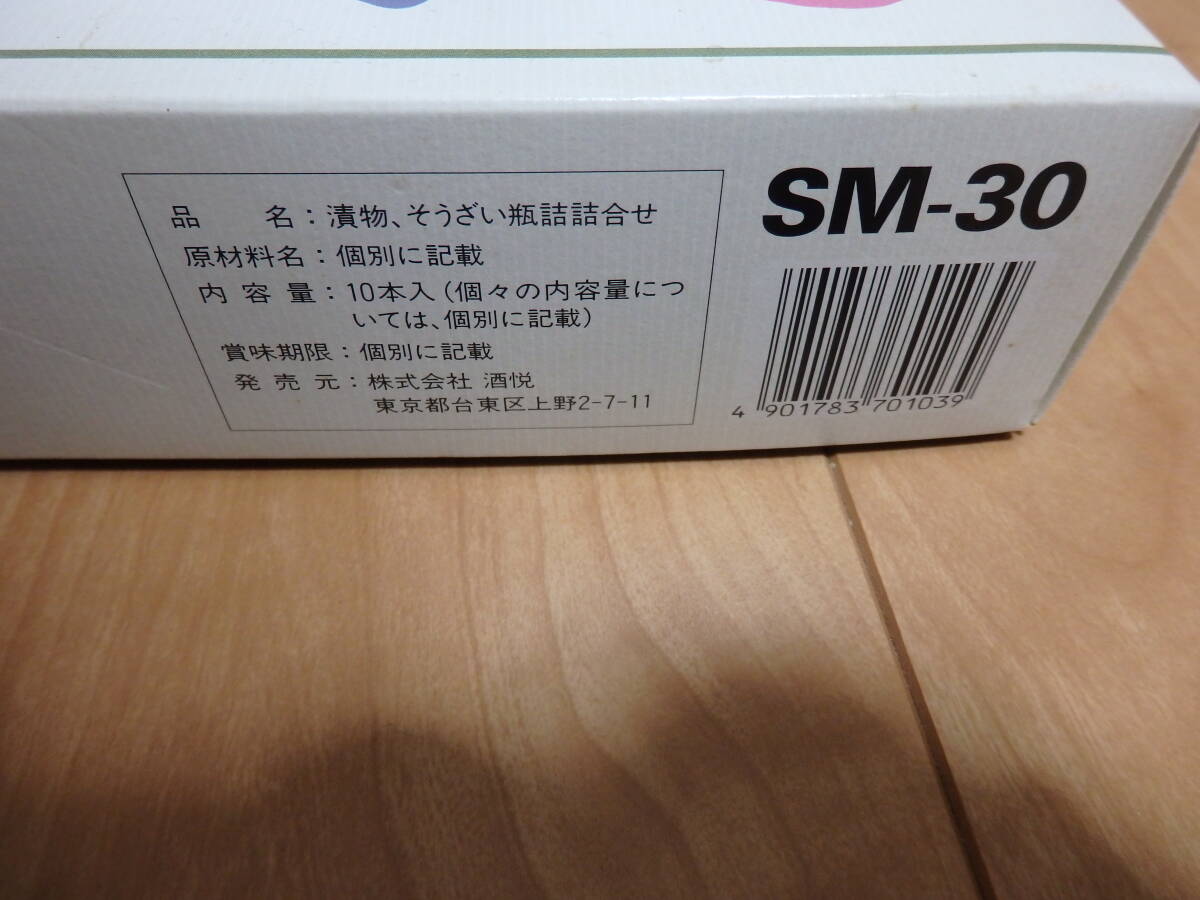 品　　名：漬物、そうざい瓶詰詰合せ
原材料名：個別に記載
内 容 量：10本入（個々の内容量につ
いては、個別に記載）
賞味期限：個別に記載
発 売 元：株式会社 酒悦
東京都台東区上野2-7-11
SM-30
4 901783 701039